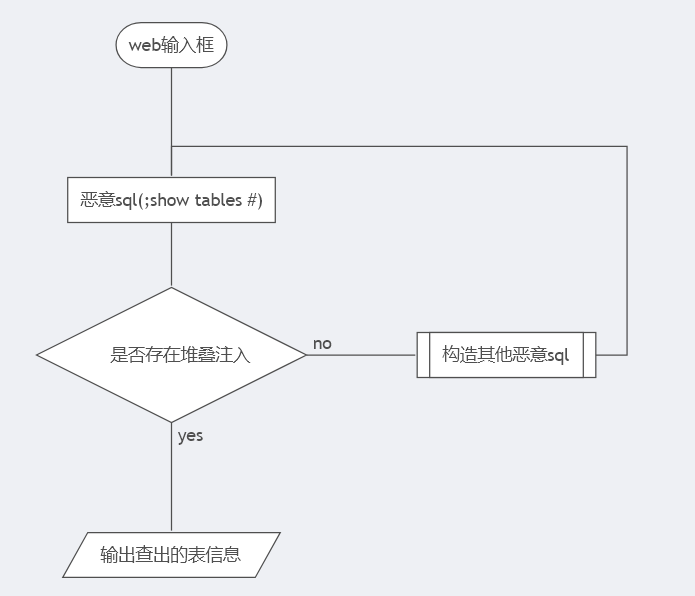 web输入框
恶意sql(;show tables #)
是否存在堆叠注入
no
构造其他恶意sql
yes
输出查出的表信息